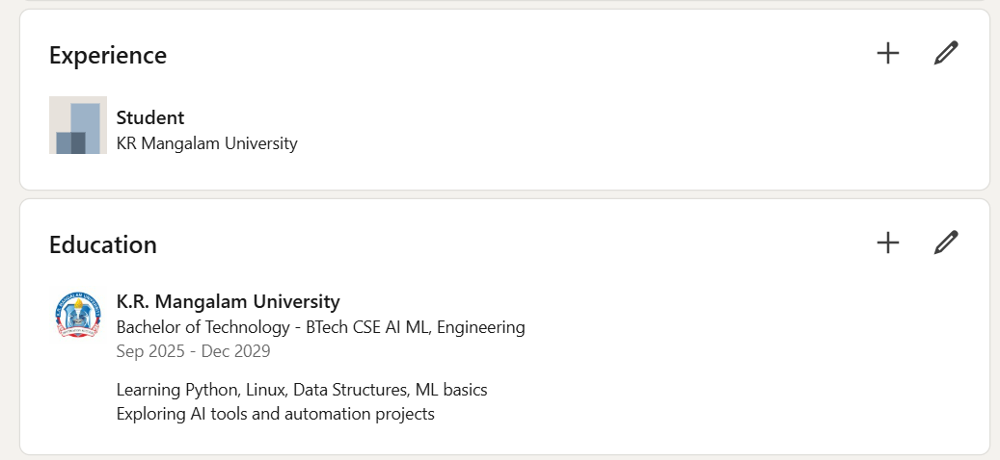 Experience
Student
KR Mangalam University
Education
K.R. Mangalam University
Bachelor of Technology - BTech CSE AI ML, Engineering
Sep 2025 - Dec 2029
Learning Python, Linux, Data Structures, ML basics
Exploring AI tools and automation projects